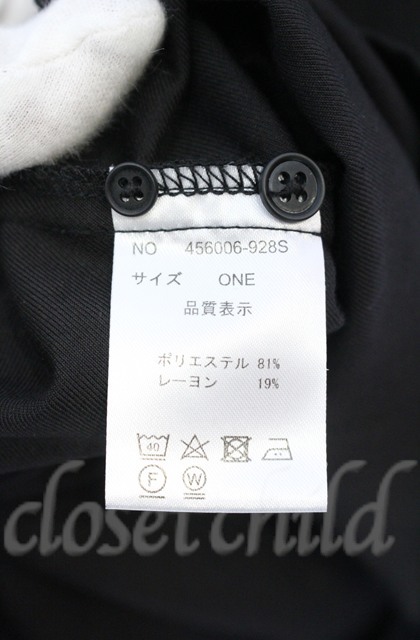 NO 456006-928S
サイズ ONE
品質表示
ポリエステル 81%
レーヨン 19%
40
F W
closet child